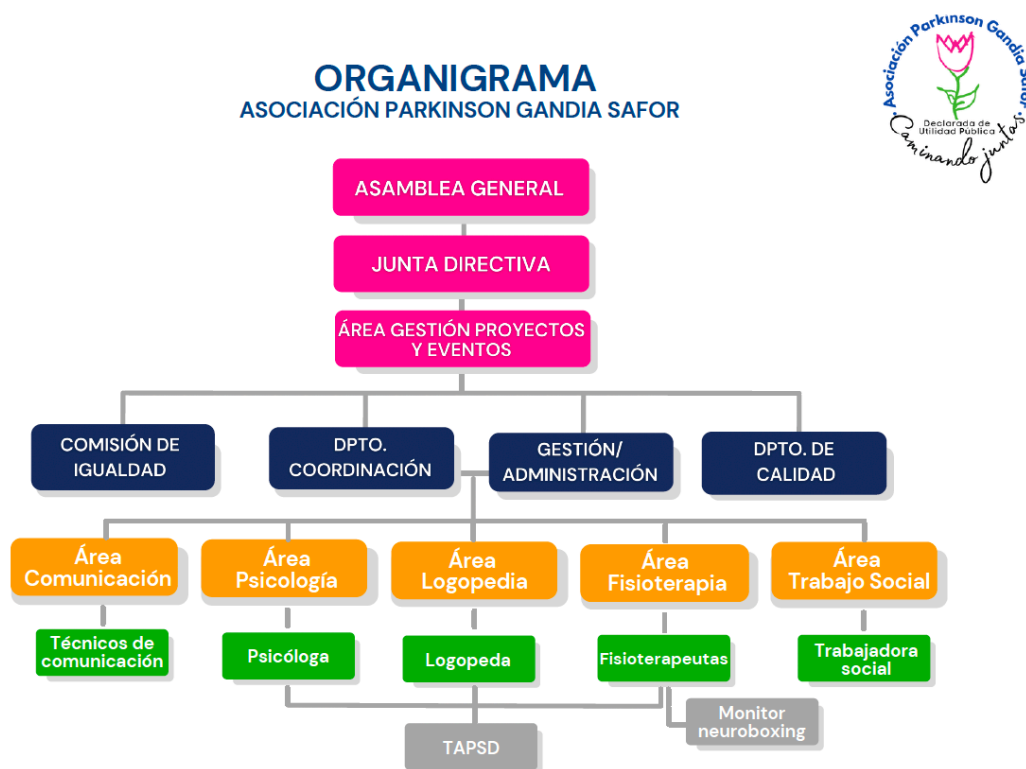 ORGANIGRAMA
ASOCIACIÓN PARKINSON GANDIA SAFOR
Asociación Parkinson Gandia Safor
Declarada de
Utilidad Pública
Caminando juntas
ASAMBLEA GENERAL
JUNTA DIRECTIVA
ÁREA GESTIÓN PROYECTOS
Y EVENTOS
COMISIÓN DE
IGUALDAD
DPTO.
COORDINACIÓN
GESTIÓN/
ADMINISTRACIÓN
DPTO. DE
CALIDAD
Área
Comunicación
Área
Psicología
Área
Logopedia
Área
Fisioterapia
Área
Trabajo Social
Técnicos de
comunicación
Psicóloga
Logopeda
Fisioterapeutas
Trabajadora
social
TAPSD
Monitor
neuroboxing